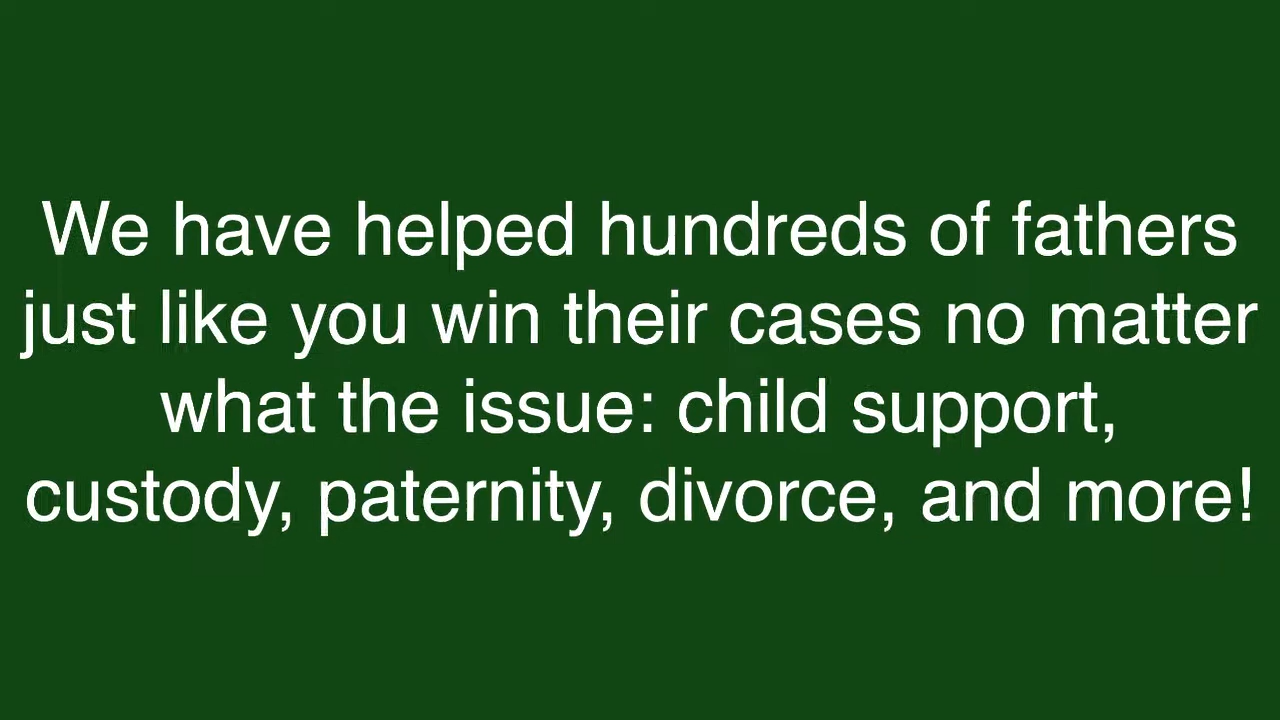 We have helped hundreds of fathers
just like you win their cases no matter
what the issue: child support,
custody, paternity, divorce, and more!